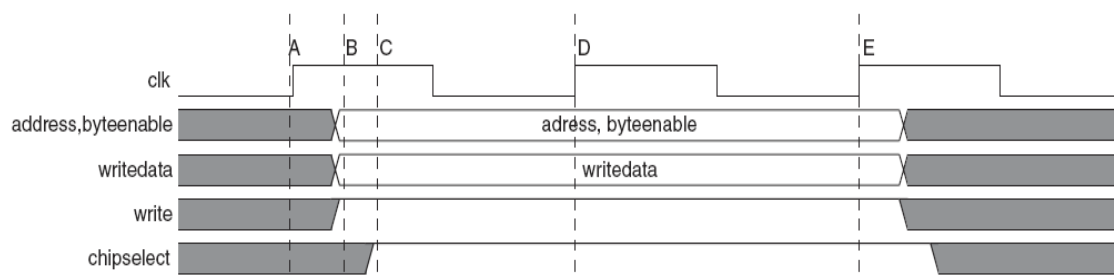 A B C D E
clk
address,byteenable adress, byteenable
writedata writedata
write
chipselect